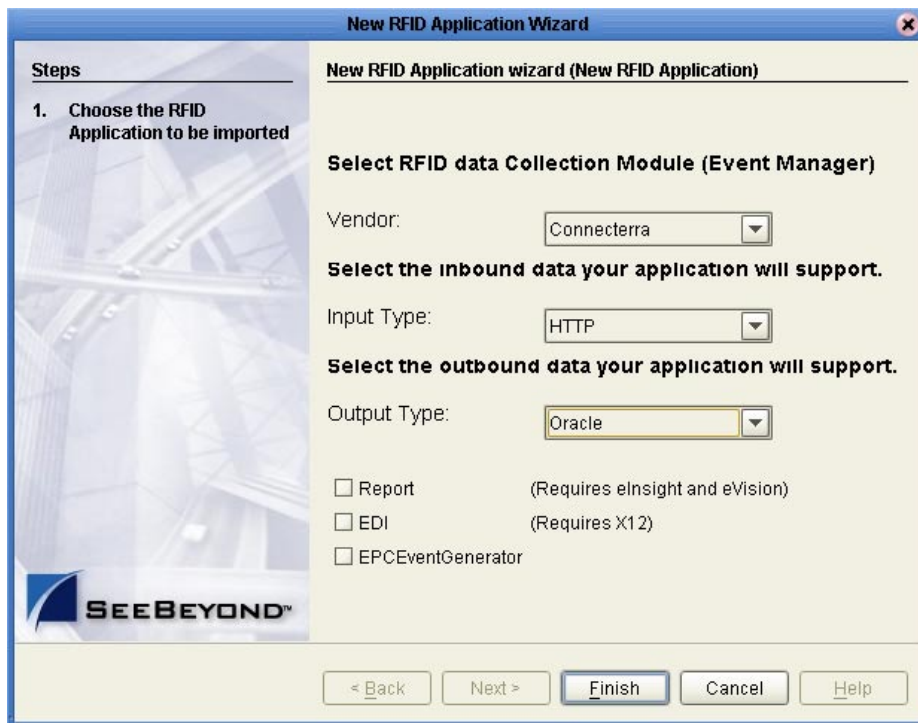 New RFID Application Wizard
Steps
1. Choose the RFID
Application to be imported
New RFID Application wizard (New RFID Application)
Select RFID data Collection Module (Event Manager)
Vendor: Connecterra
Select the inbound data your application will support.
Input Type: HTTP
Select the outbound data your application will support.
Output Type: Oracle
Report (Requires eInsight and eVision)
EDI (Requires X12)
EPCEventGenerator
SEEBEYOND™
< Back Next > Finish Cancel Help